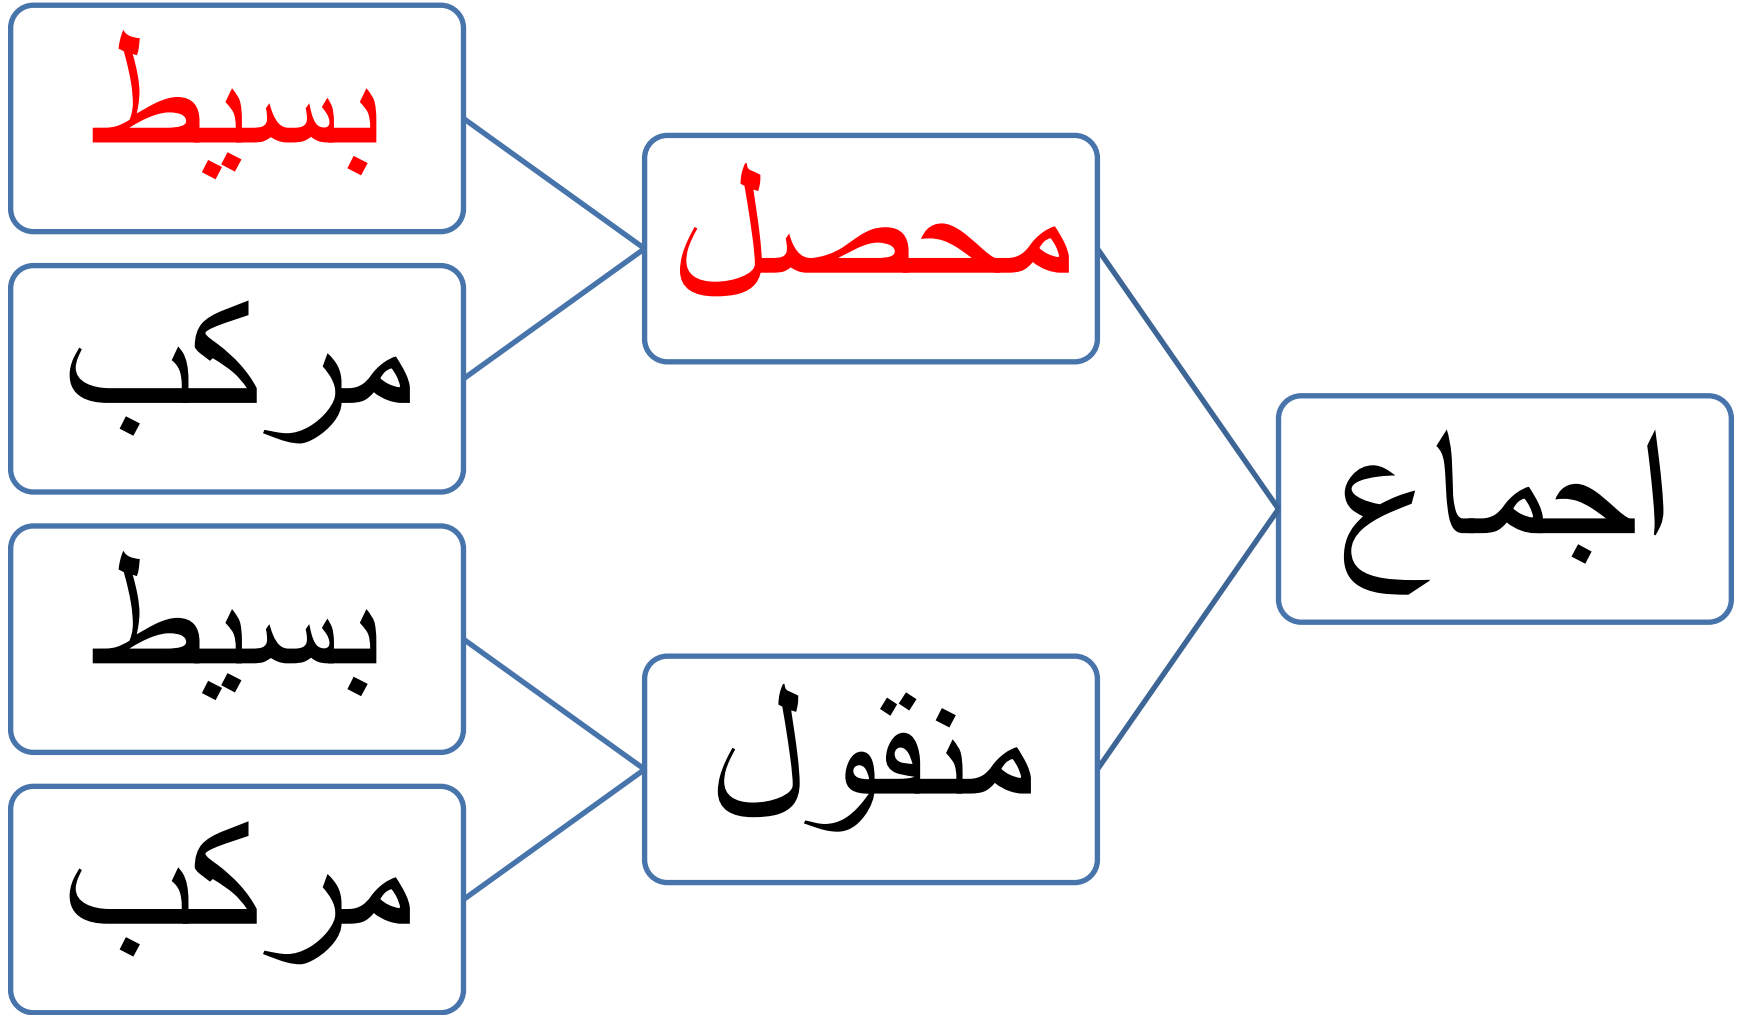 اجماع
محصل
بسيط
مركب
منقول
بسيط
مركب